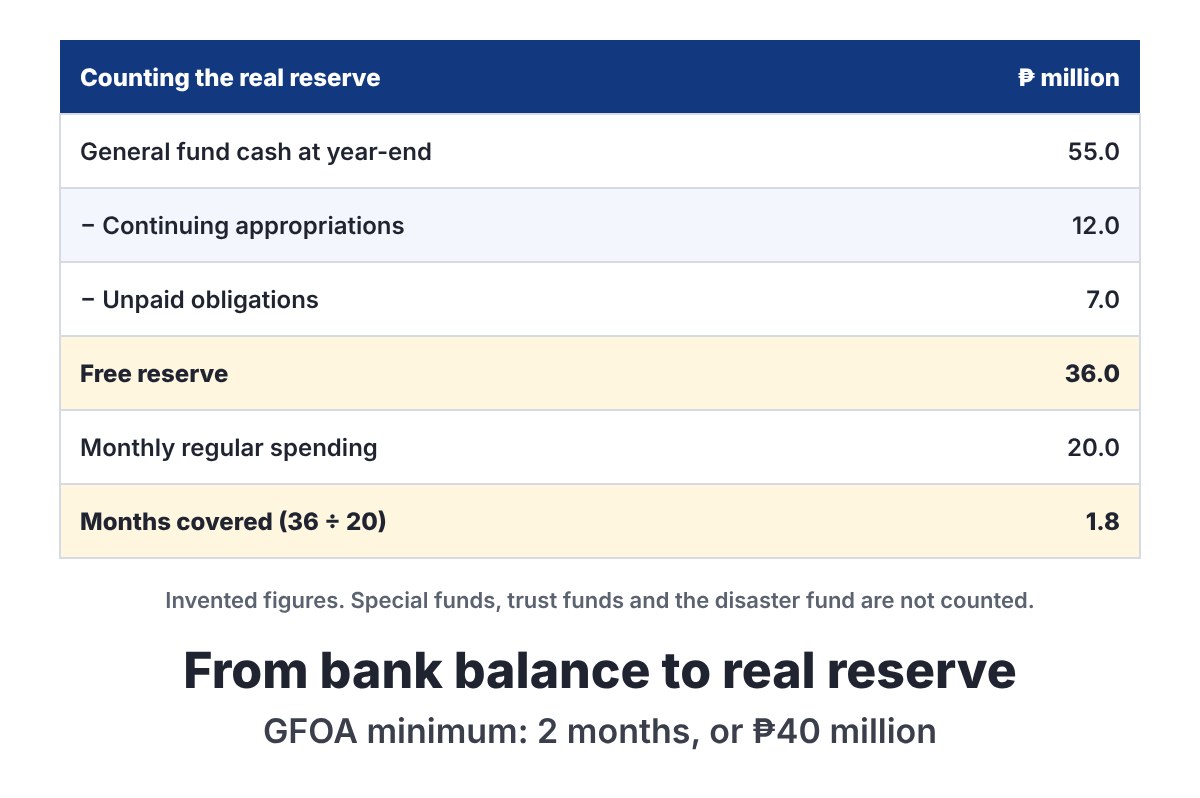 Counting the real reserve ₱ million
General fund cash at year-end 55.0
− Continuing appropriations 12.0
− Unpaid obligations 7.0
Free reserve 36.0
Monthly regular spending 20.0
Months covered (36 ÷ 20) 1.8
Invented figures. Special funds, trust funds and the disaster fund are not counted.
From bank balance to real reserve
GFOA minimum: 2 months, or ₱40 million